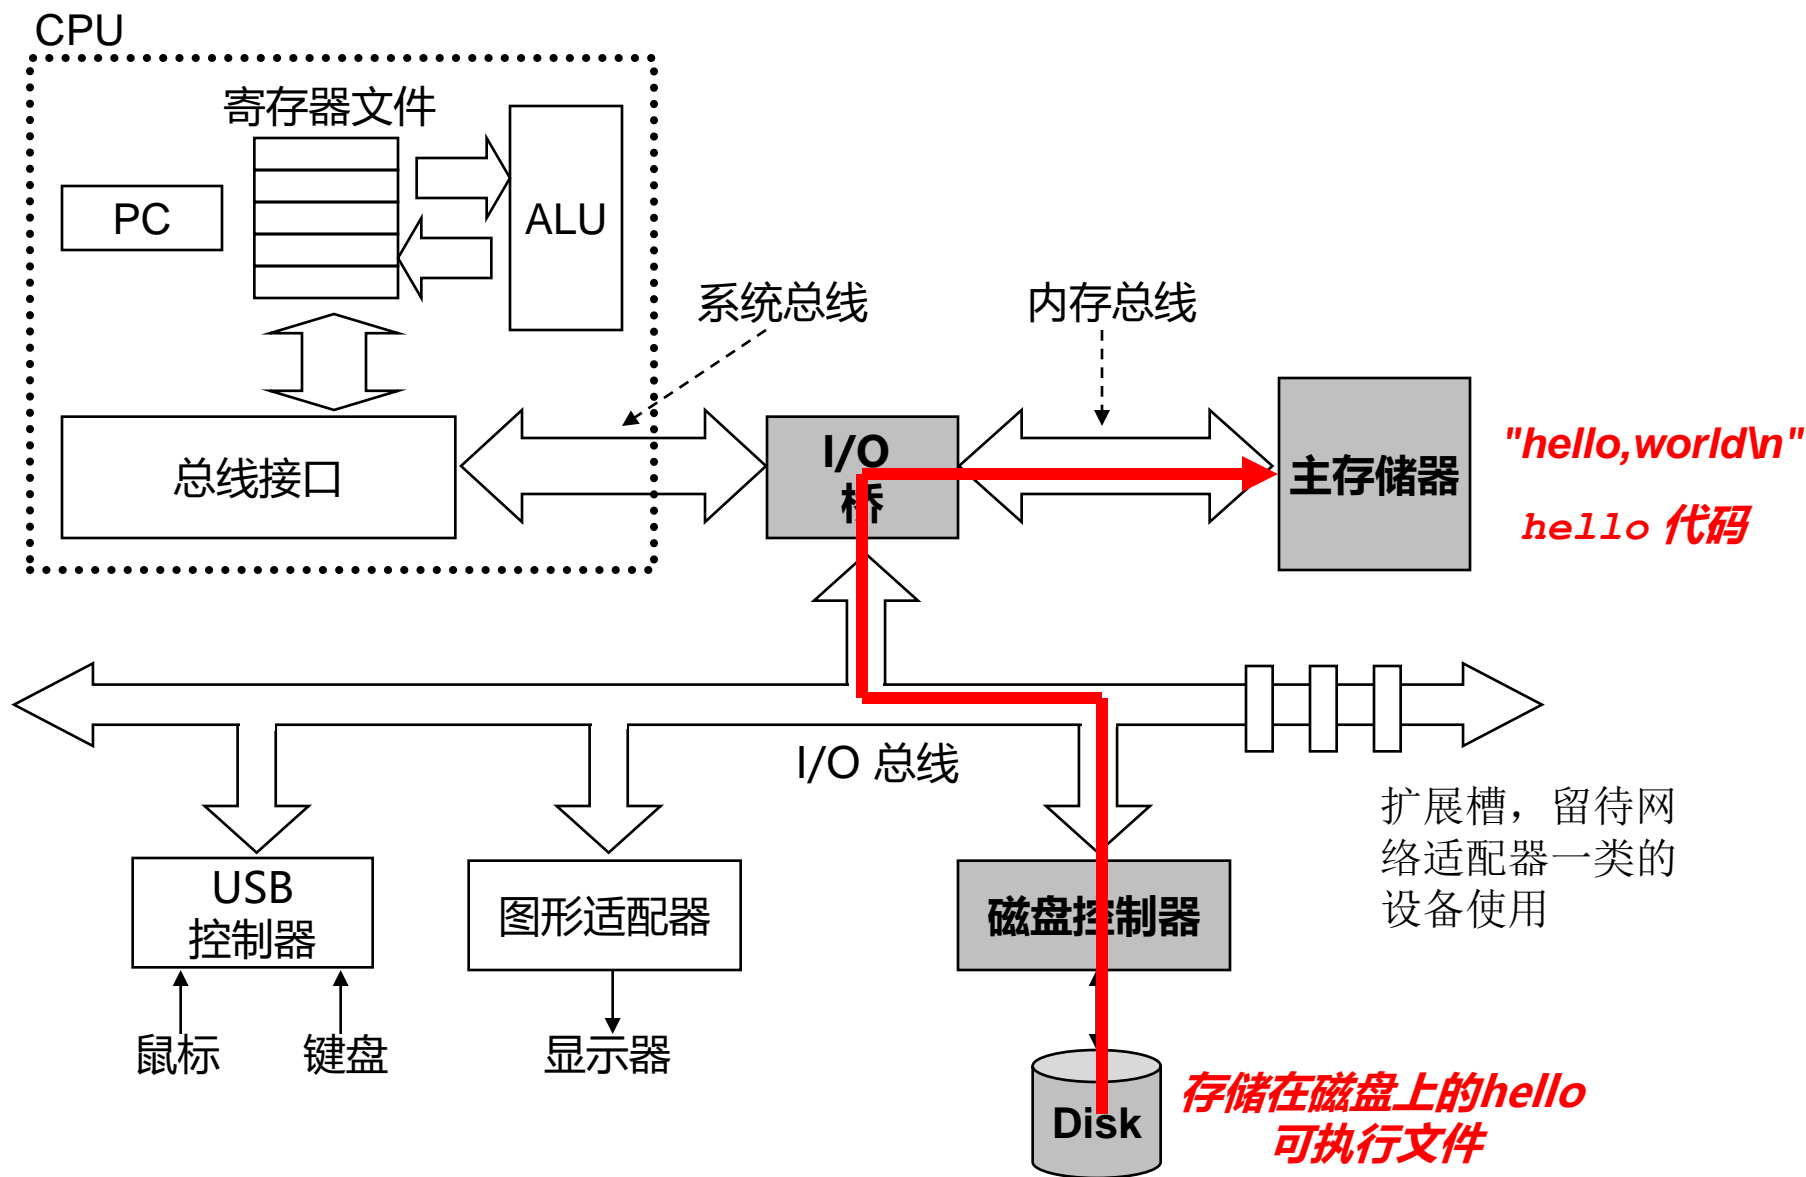 CPU
寄存器文件
PC
ALU
系统总线
内存总线
总线接口
I/O
桥
主存储器
"hello,world\n"
hello 代码
I/O 总线
扩展槽，留待网
络适配器一类的
设备使用
USB
控制器
图形适配器
磁盘控制器
鼠标
键盘
显示器
Disk
存储在磁盘上的hello
可执行文件